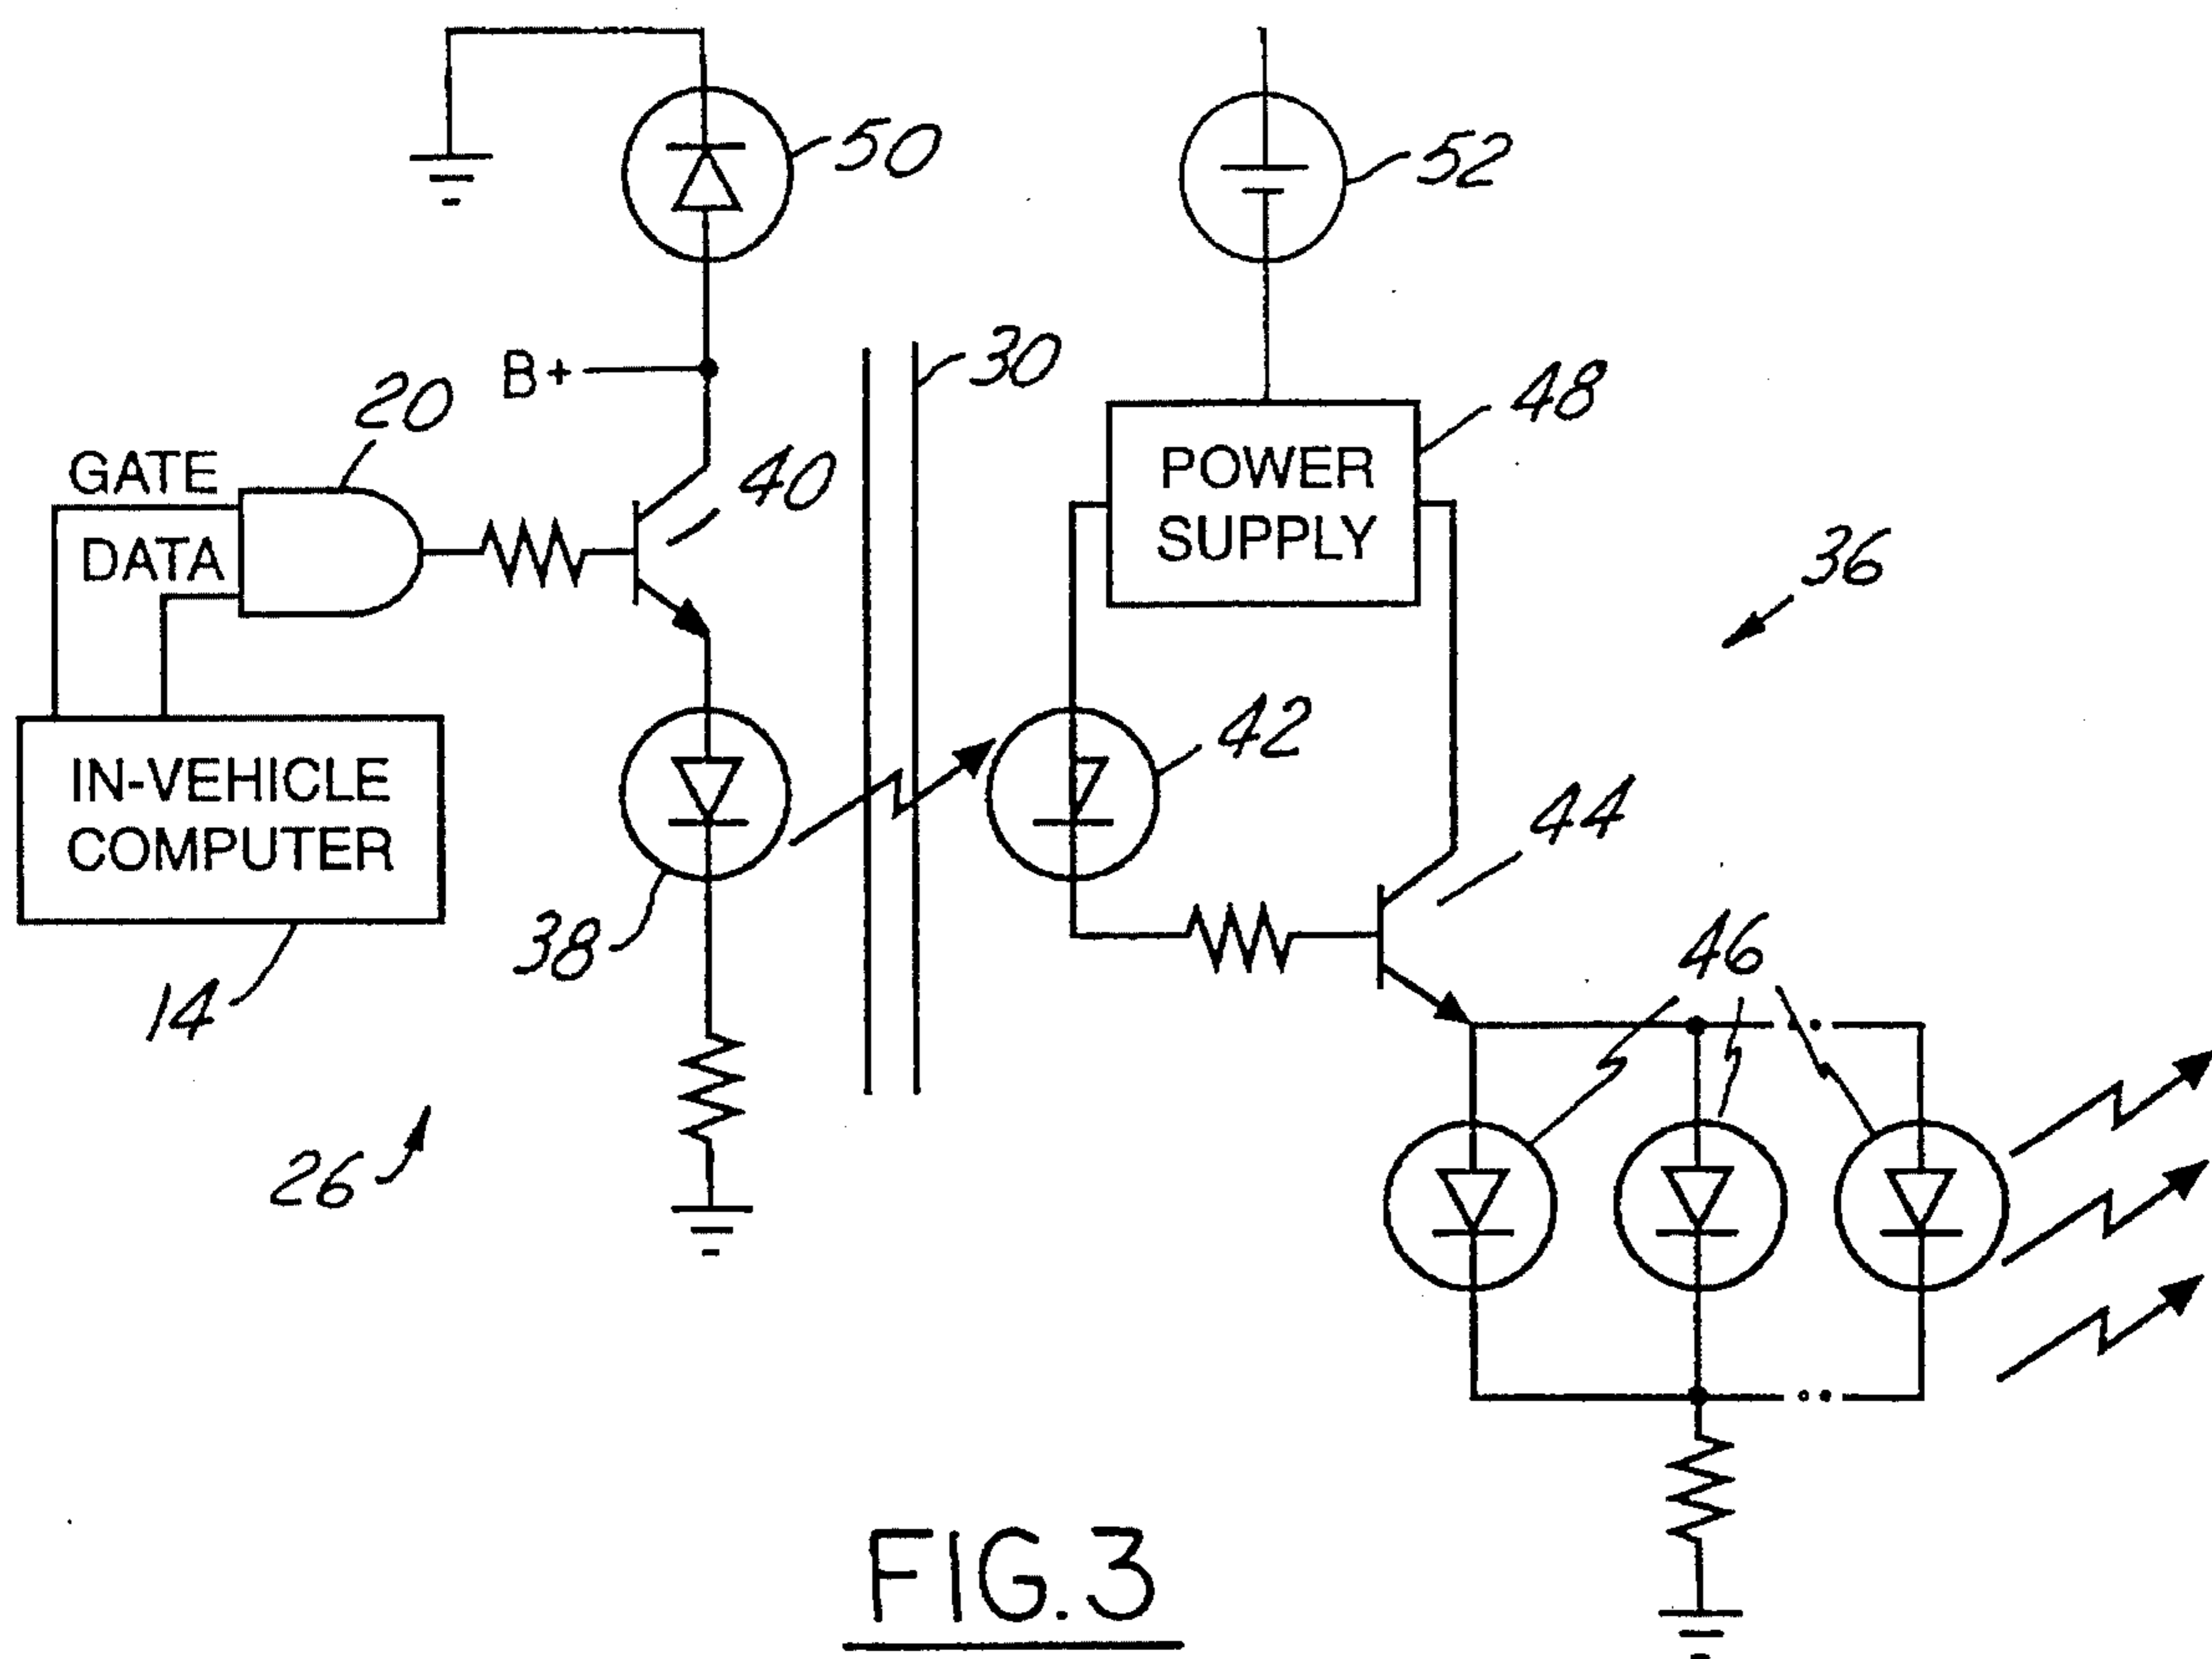 50
52
B+
30
20
48
GATE
40
POWER
SUPPLY
DATA
36
42
IN-VEHICLE
COMPUTER
44
38
46
14
26
FIG.3